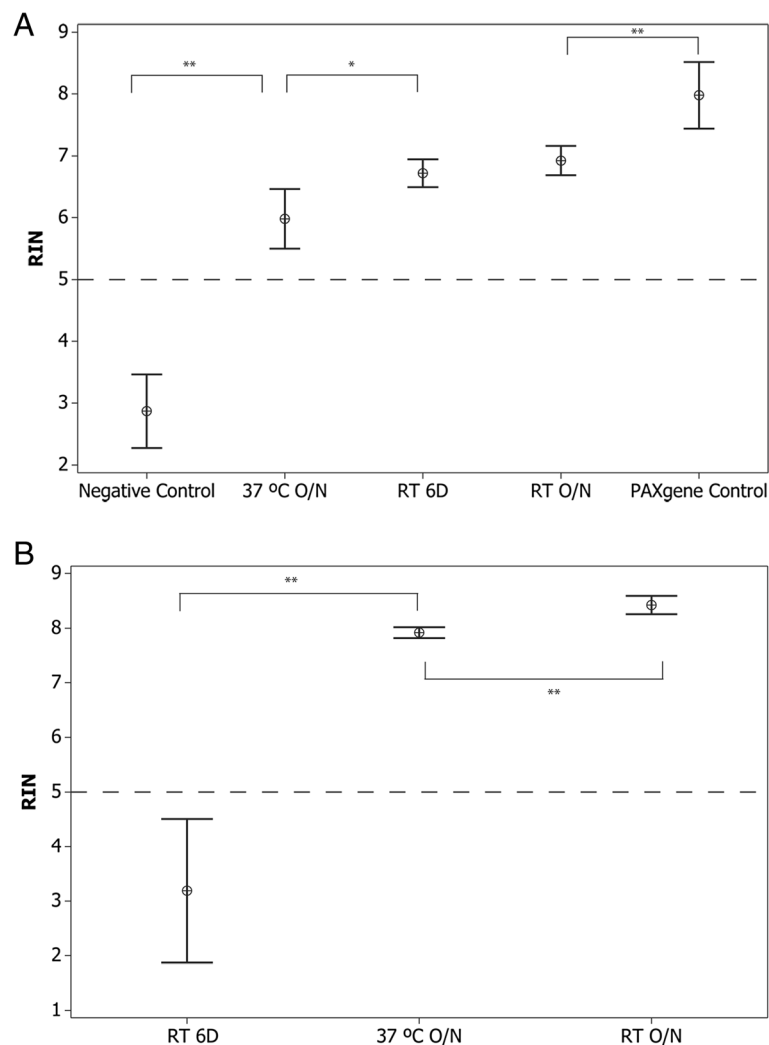 A
9
8
7
6
5
4
3
2
RIN
** * **
Negative Control 37 ºC O/N RT 6D RT O/N PAXgene Control
B
9
8
7
6
5
4
3
2
1
RIN
**
**
RT 6D 37 ºC O/N RT O/N